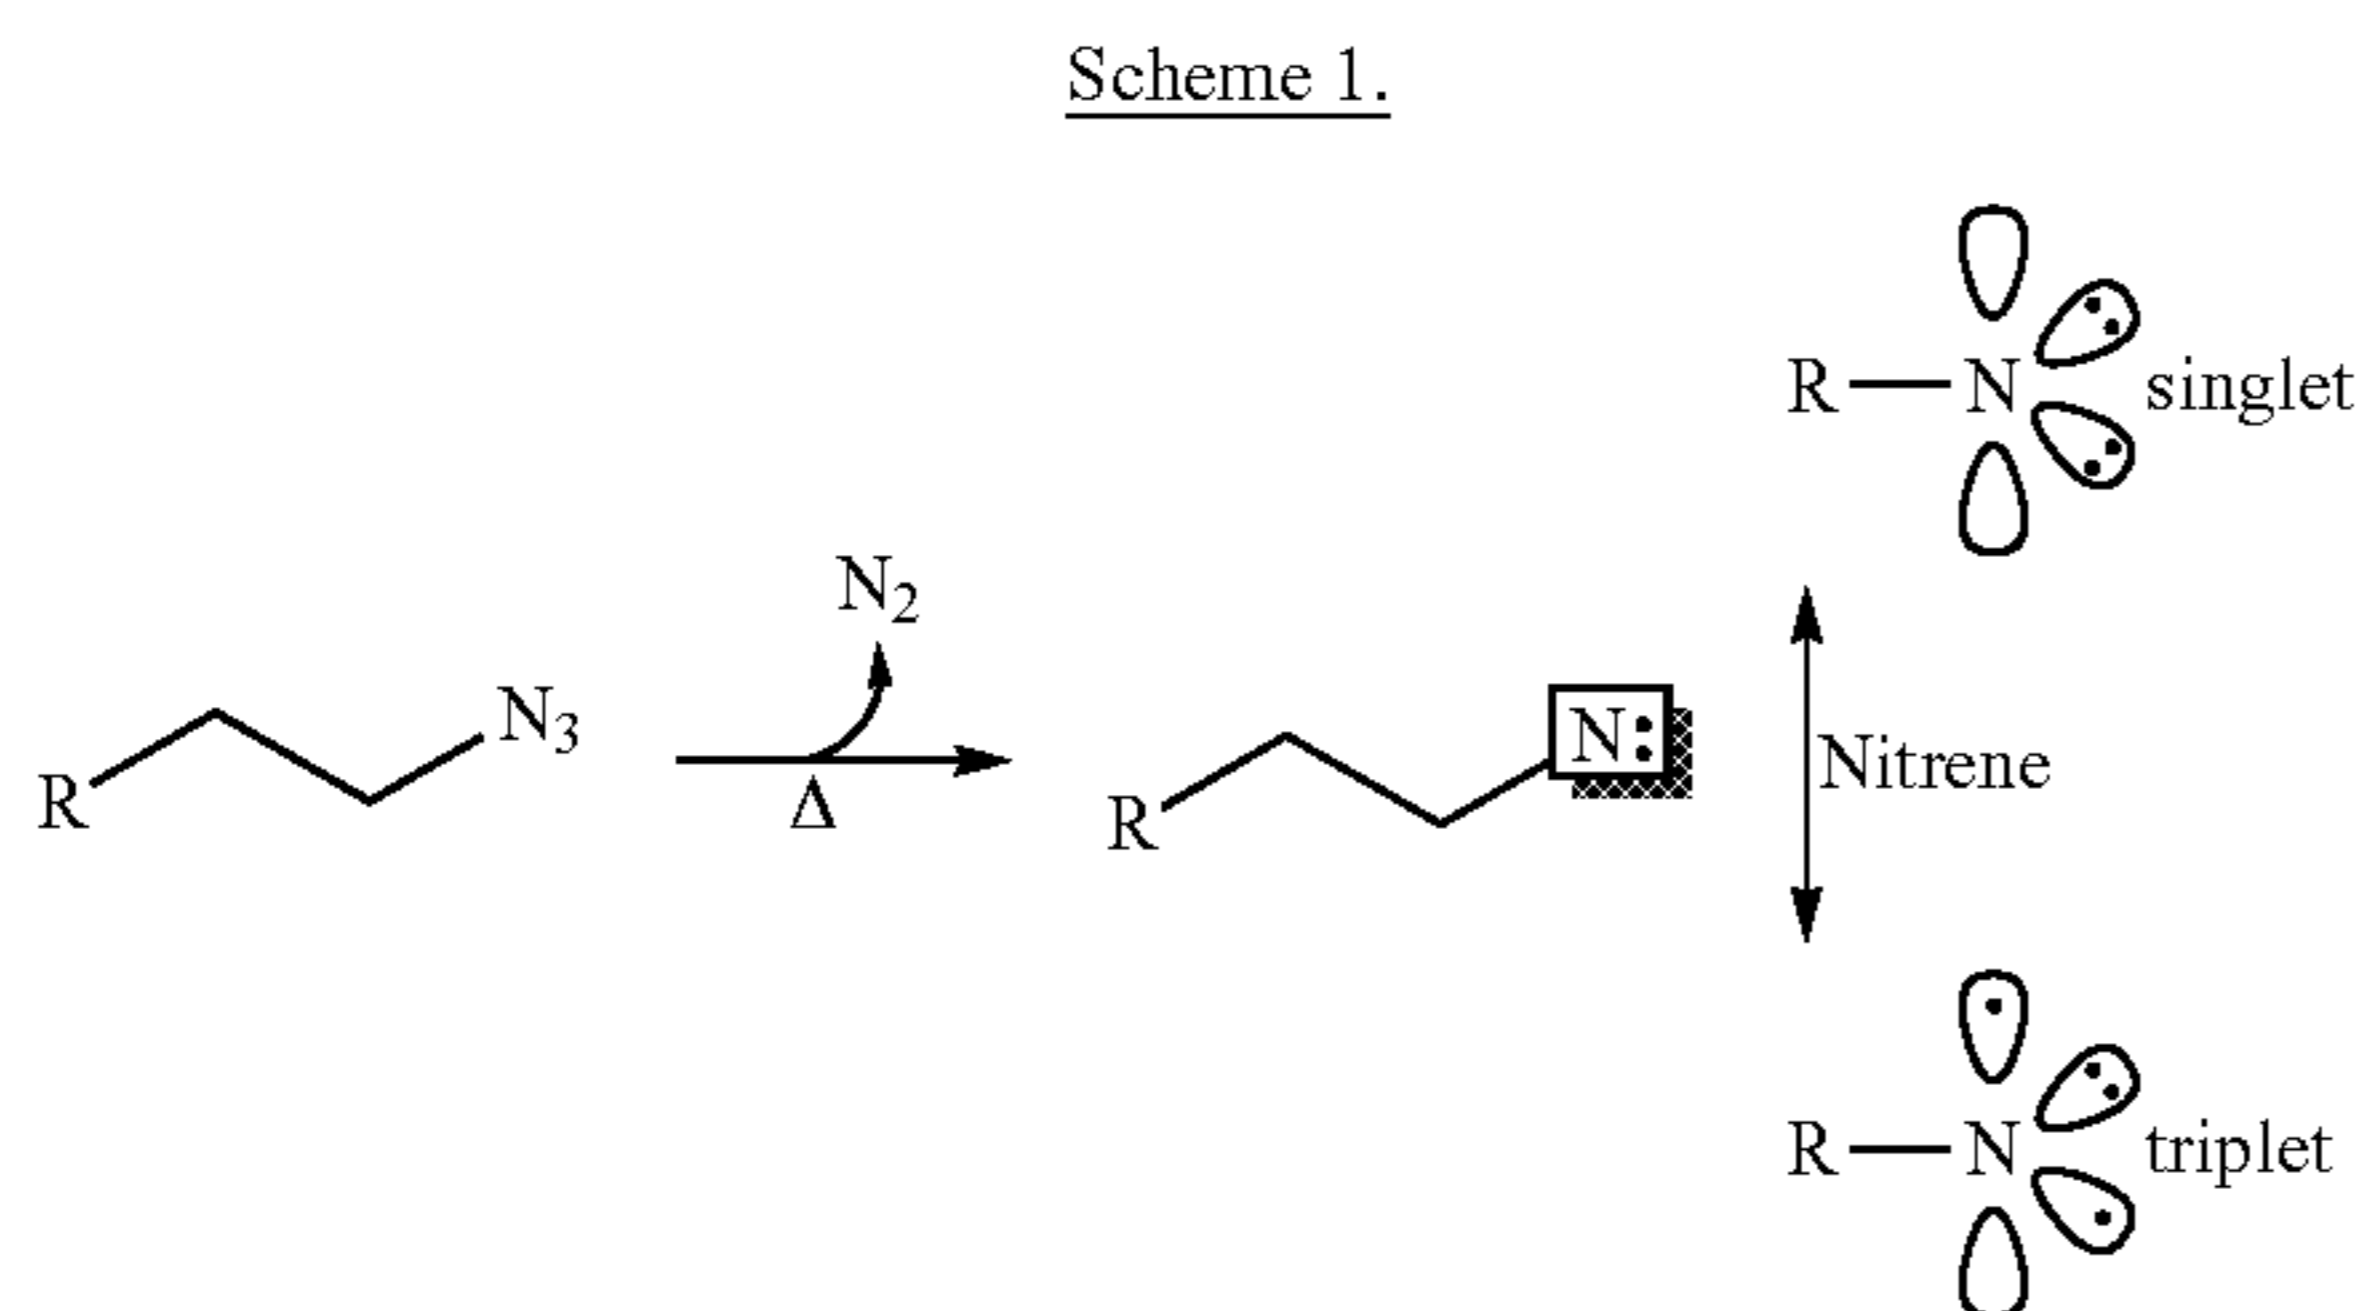 Scheme 1.
R N₃
N₂
Δ
R N:
Nitrene
R N singlet
R N triplet